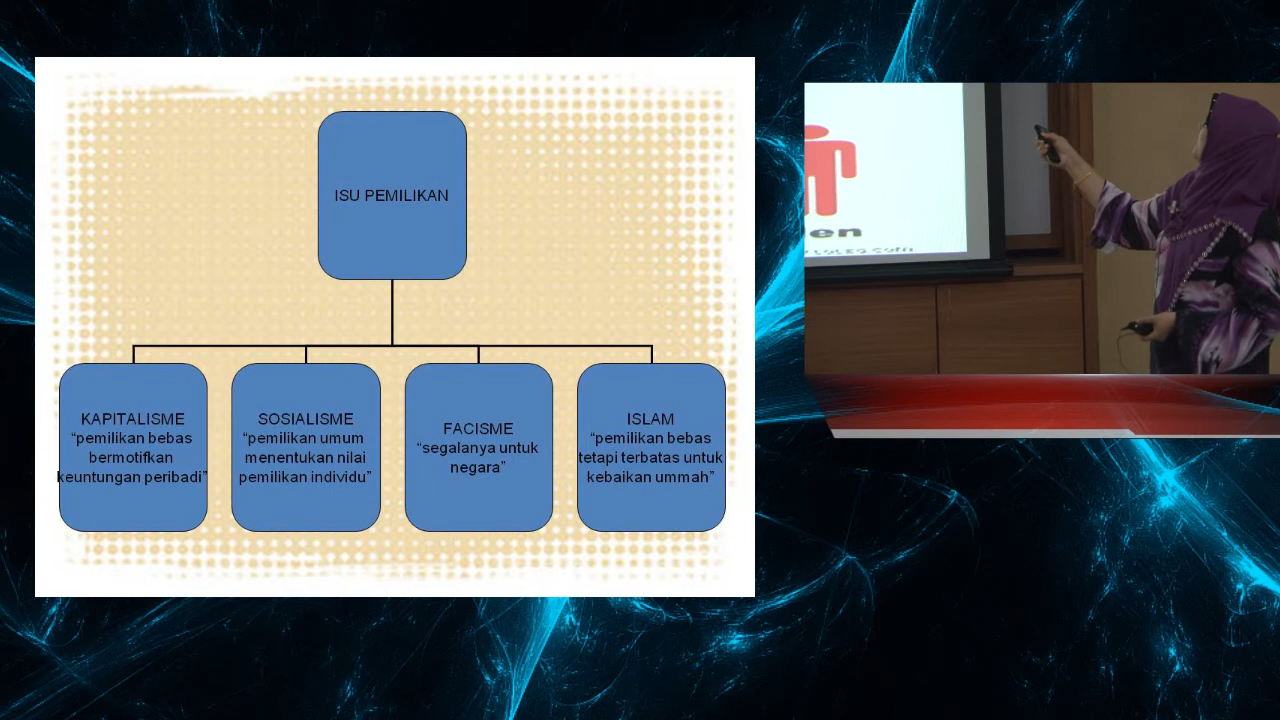 ISU PEMILIKAN
KAPITALISME
“pemilikan bebas
bermotifkan
keuntungan peribadi”
SOSIALISME
“pemilikan umum
menentukan nilai
pemilikan individu”
FACISME
“segalanya untuk
negara”
ISLAM
“pemilikan bebas
tetapi terbatas untuk
kebaikan ummah”
en